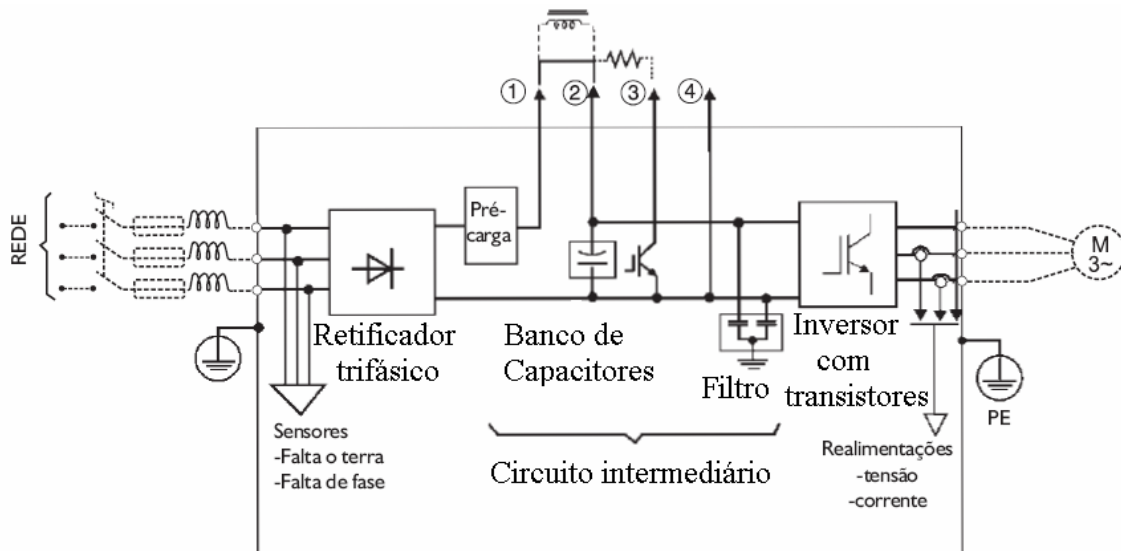 ① ② ③ ④
REDE
Pré-
carga
M
3~
Retificador
trifásico
Banco de
Capacitores
Filtro
Inversor
com
transistores
PE
Sensores
-Falta o terra
-Falta de fase
Circuito intermediário
Realimentações
-tensão
-corrente